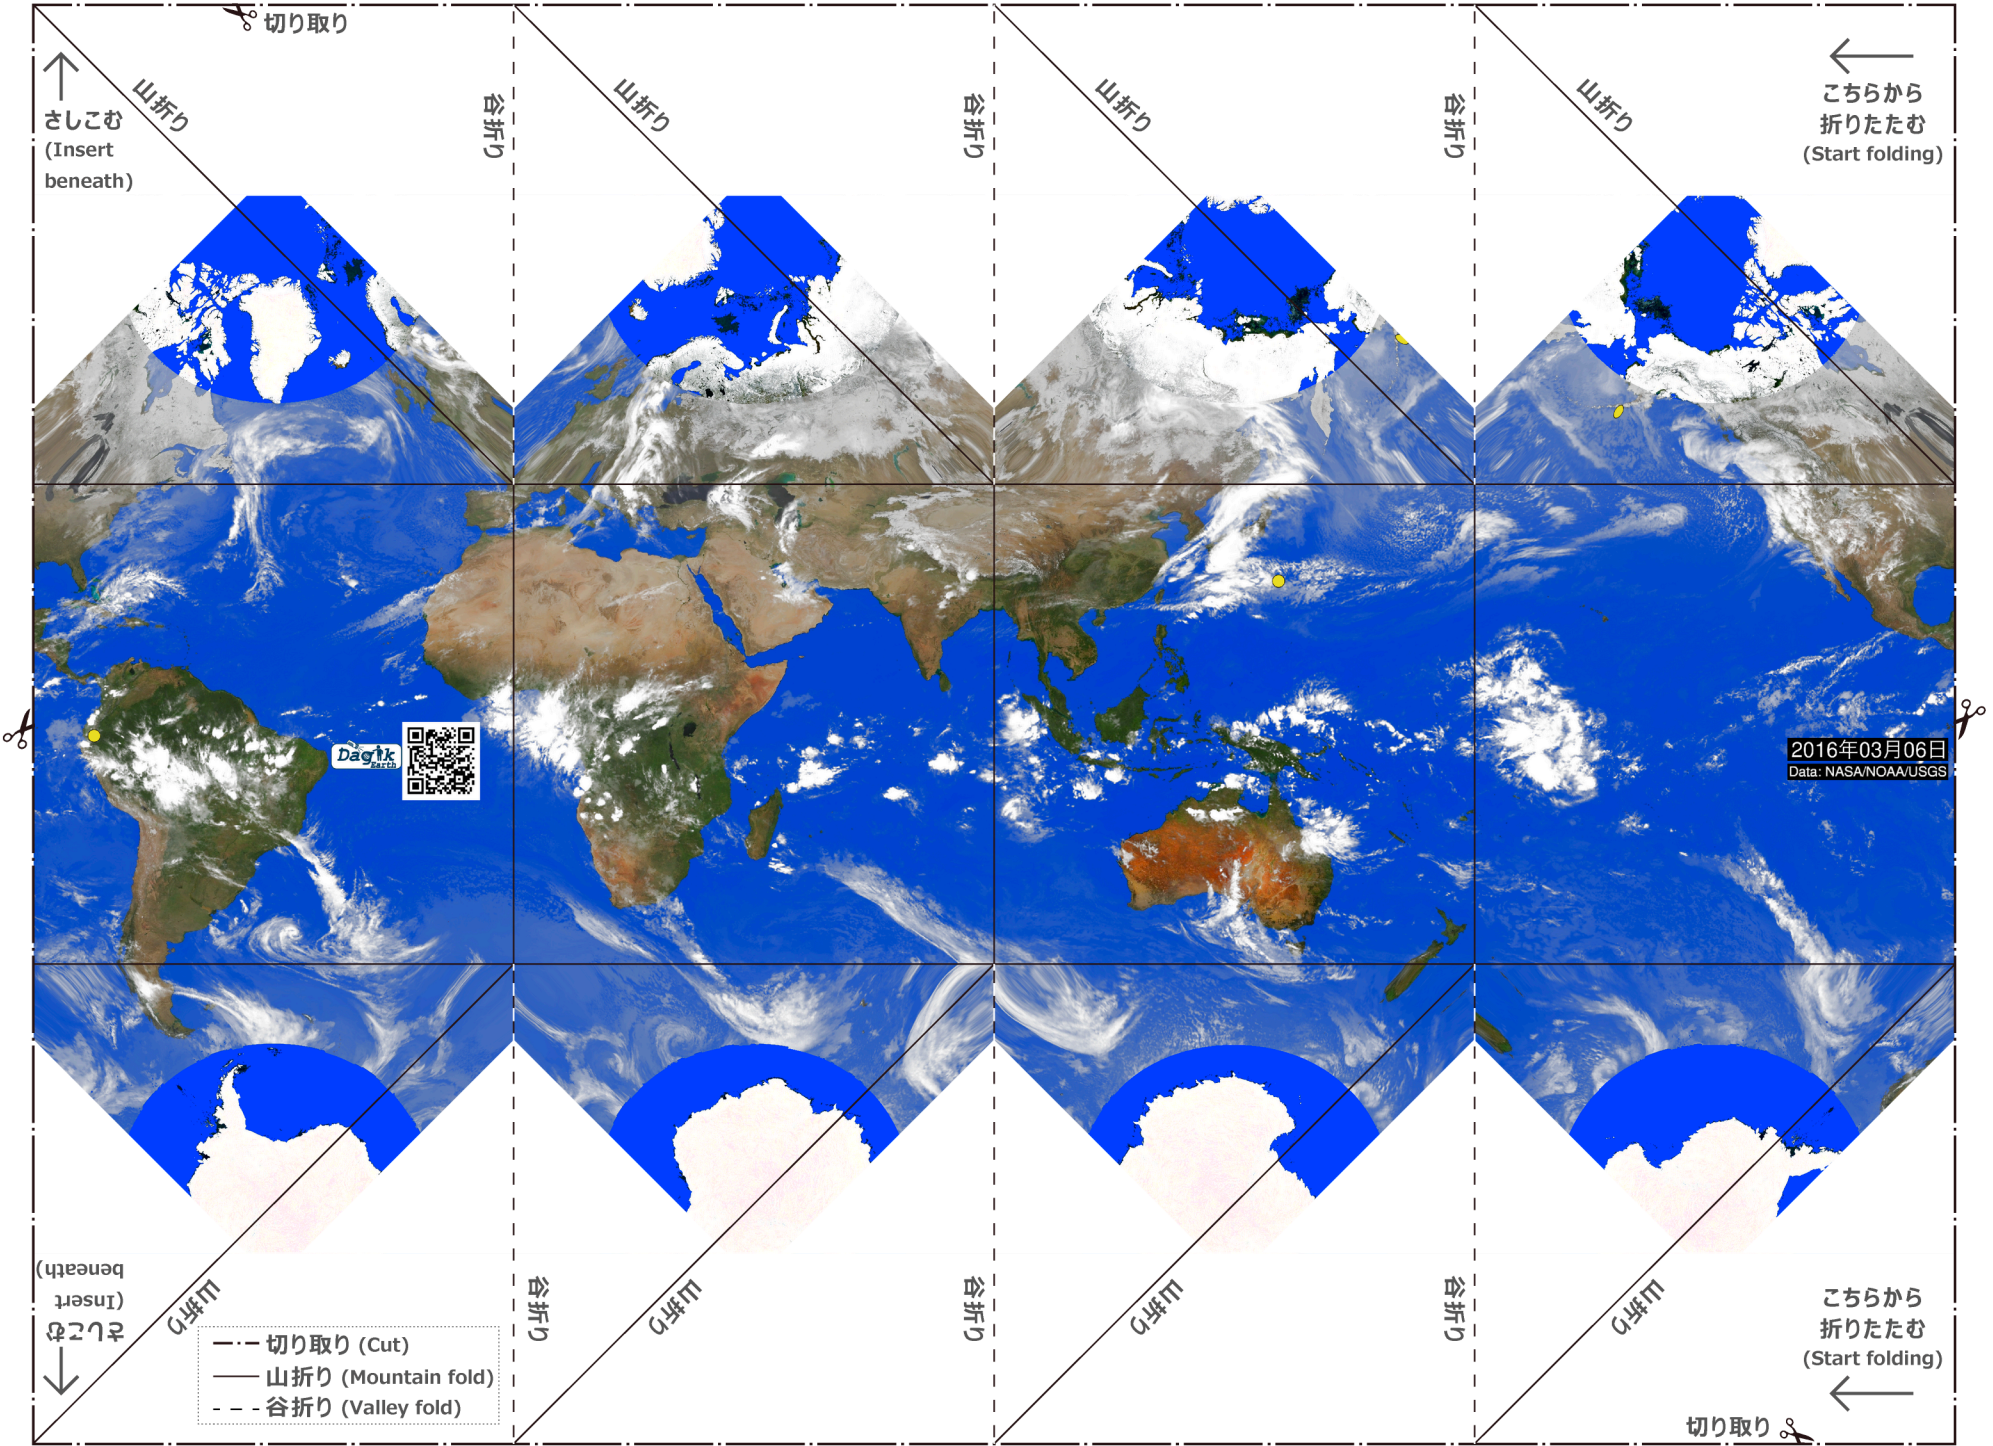 切り取り
さしこむ
(Insert
beneath)
山折り
谷折り
山折り
谷折り
山折り
谷折り
山折り
こちらから
折りたたむ
(Start folding)
Dagik
Earth
2016年03月06日
Data: NASA/NOAA/USGS
さしこむ
(Insert
beneath)
山折り
谷折り
山折り
谷折り
山折り
谷折り
山折り
こちらから
折りたたむ
(Start folding)
切り取り (Cut)
山折り (Mountain fold)
谷折り (Valley fold)
切り取り